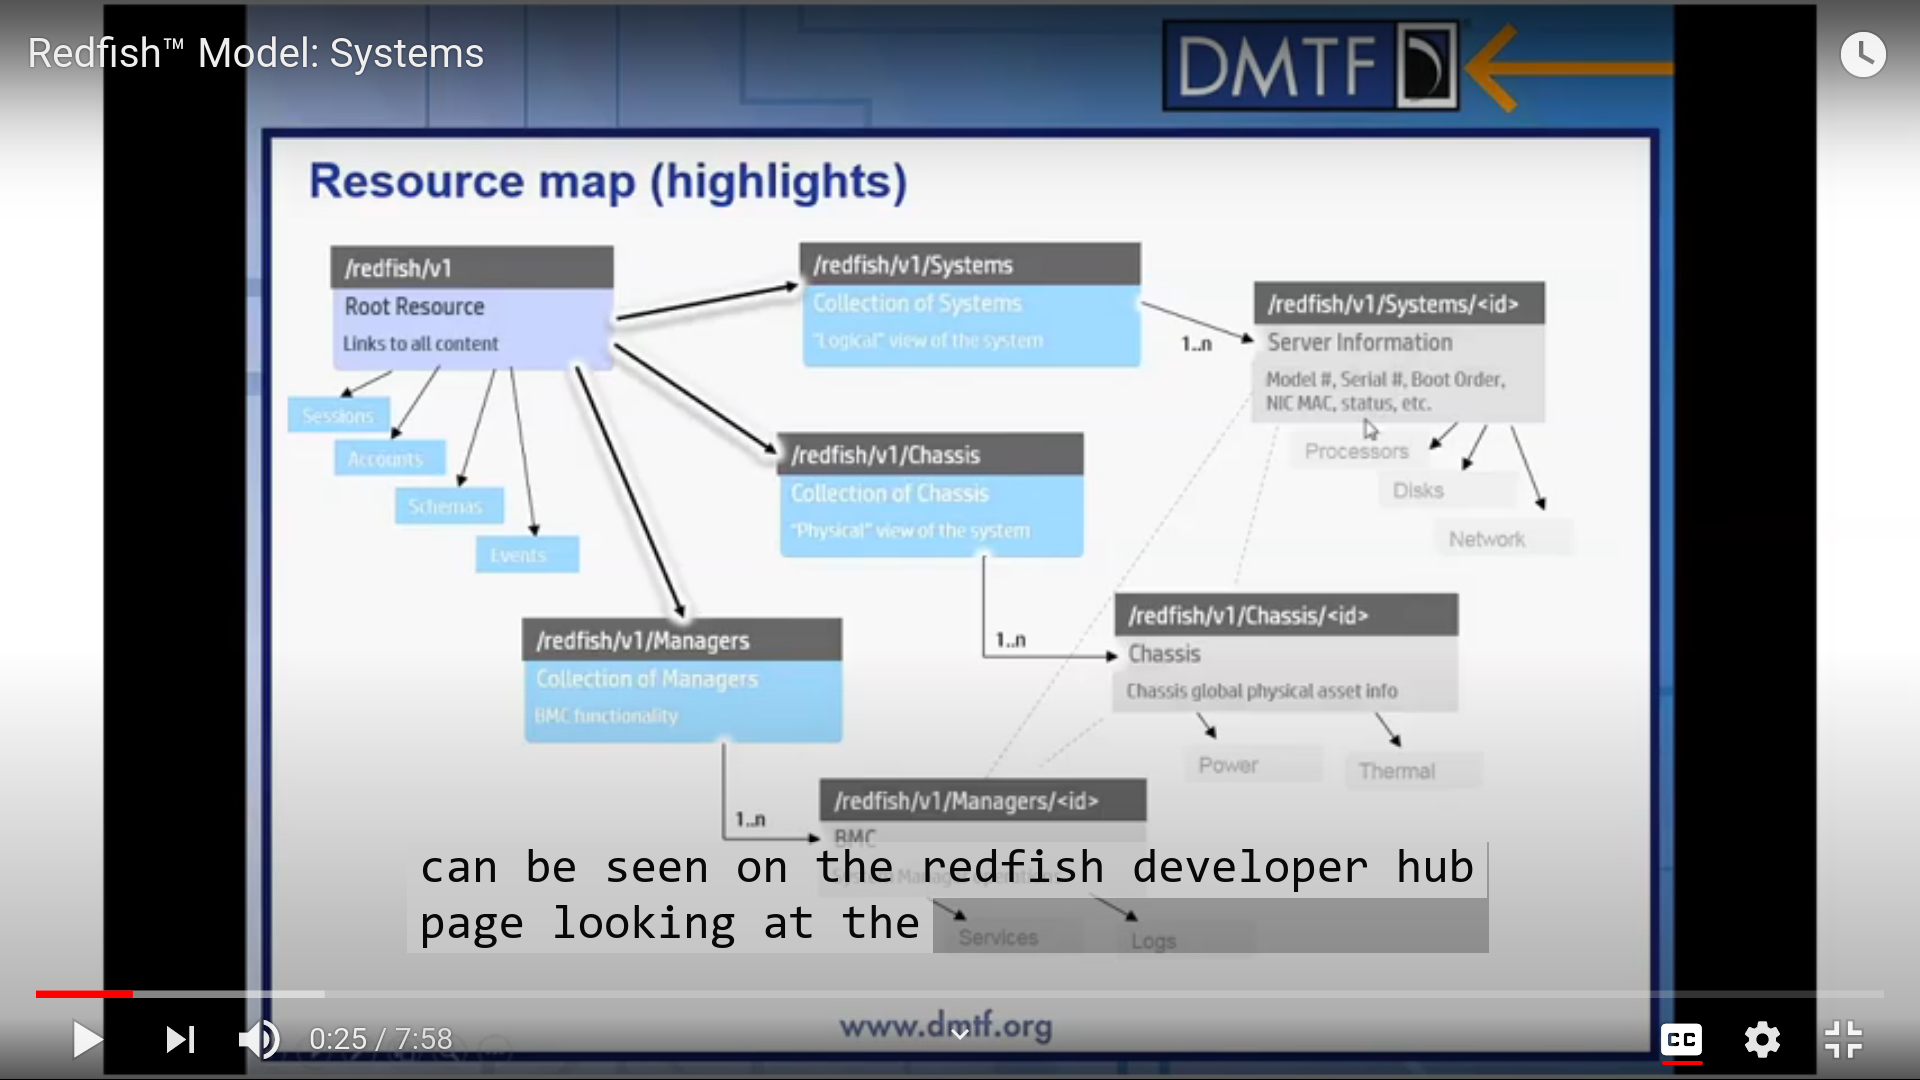 Redfish™ Model: Systems
DMTF
Resource map (highlights)
/redfish/v1
Root Resource
Links to all content
Sessions
Accounts
Schemas
Events
/redfish/v1/Systems
Collection of Systems
"Logical" view of the system
1..n
/redfish/v1/Systems/<id>
Server Information
Model #, Serial #, Boot Order,
NIC MAC, status, etc.
Processors
Disks
Network
/redfish/v1/Chassis
Collection of Chassis
"Physical" view of the system
1..n
/redfish/v1/Chassis/<id>
Chassis
Chassis global physical asset info
Power
Thermal
/redfish/v1/Managers
Collection of Managers
BMC functionality
1..n
/redfish/v1/Managers/<id>
BMC
System Manager operations
Services
Logs
can be seen on the redfish developer hub
page looking at the
www.dmtf.org
0:25 / 7:58
CC